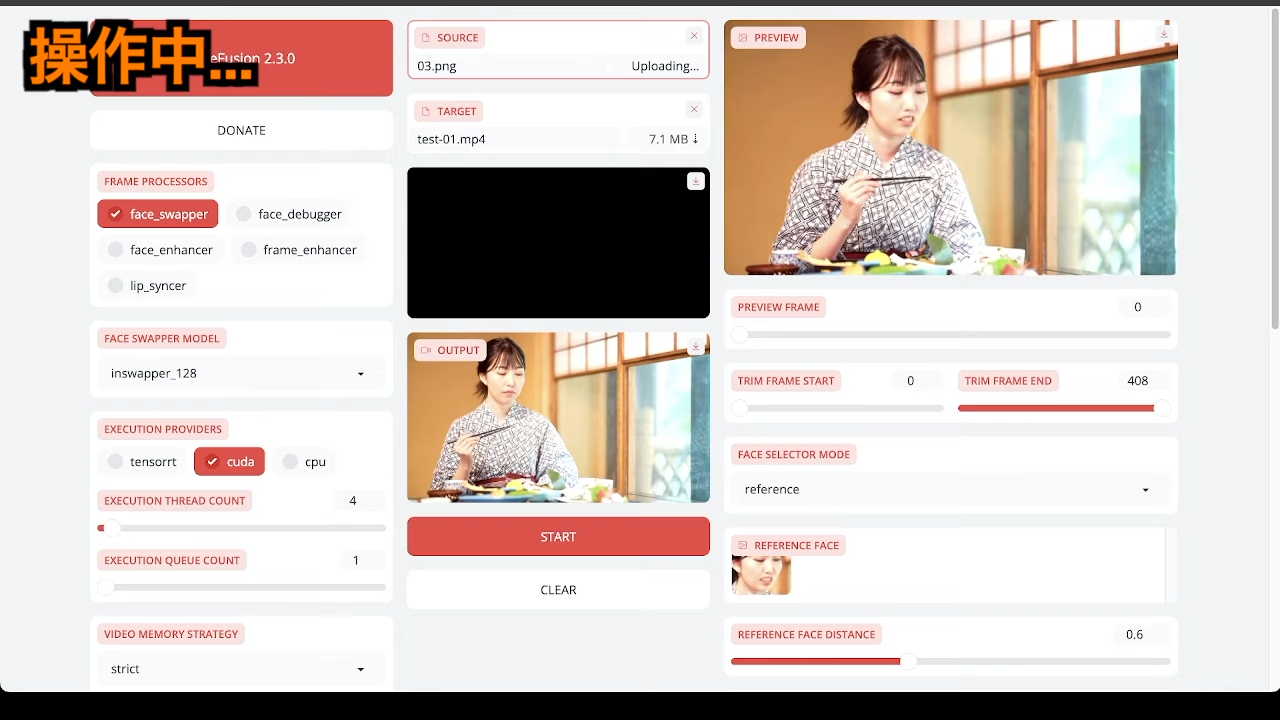 操作中...
eFusion 2.3.0
DONATE
FRAME PROCESSORS
face_swapper
face_debugger
face_enhancer
frame_enhancer
lip_syncer
FACE SWAPPER MODEL
inswapper_128
EXECUTION PROVIDERS
tensorrt
cuda
cpu
EXECUTION THREAD COUNT
4
EXECUTION QUEUE COUNT
1
VIDEO MEMORY STRATEGY
strict
SOURCE
03.png
Uploading...
TARGET
test-01.mp4
7.1 MB ⇣
OUTPUT
START
CLEAR
PREVIEW
PREVIEW FRAME
0
TRIM FRAME START
0
TRIM FRAME END
408
FACE SELECTOR MODE
reference
REFERENCE FACE
REFERENCE FACE DISTANCE
0.6